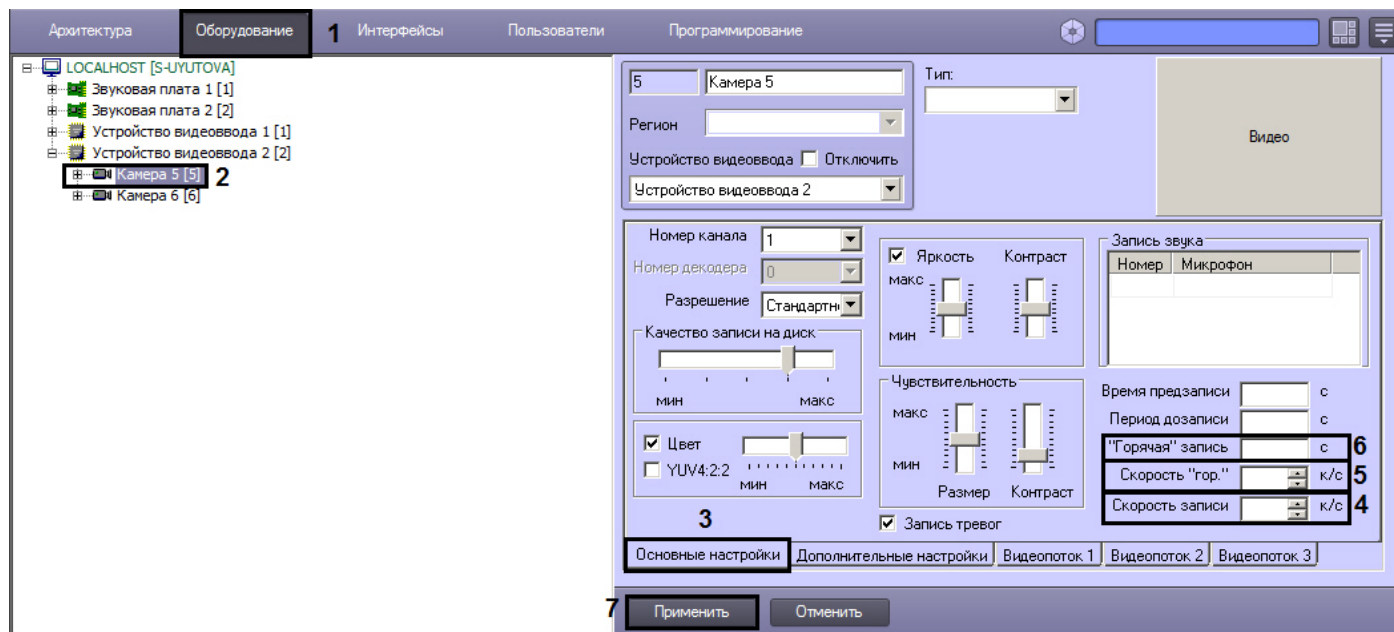 Архитектура Оборудование 1 Интерфейсы Пользователи Программирование
LOCALHOST [S-UYUTOVA]
Звуковая плата 1 [1]
Звуковая плата 2 [2]
Устройство видеоввода 1 [1]
Устройство видеоввода 2 [2]
Камера 5 [5] 2
Камера 6 [6]
5 Камера 5
Тип:
Регион
Устройство видеоввода Отключить
Устройство видеоввода 2
Видео
Номер канала 1
Номер декодера 0
Разрешение Стандартн
Качество записи на диск
мин макс
Цвет
YUV4:2:2
мин макс
Яркость Контраст
макс
мин
Чувствительность
макс
мин
Размер Контраст
Запись тревог
Запись звука
Номер Микрофон
Время предзаписи с
Период дозаписи с
"Горячая" запись с 6
Скорость "гор." к/с 5
Скорость записи к/с 4
3
Основные настройки Дополнительные настройки Видеопоток 1 Видеопоток 2 Видеопоток 3
7 Применить Отменить